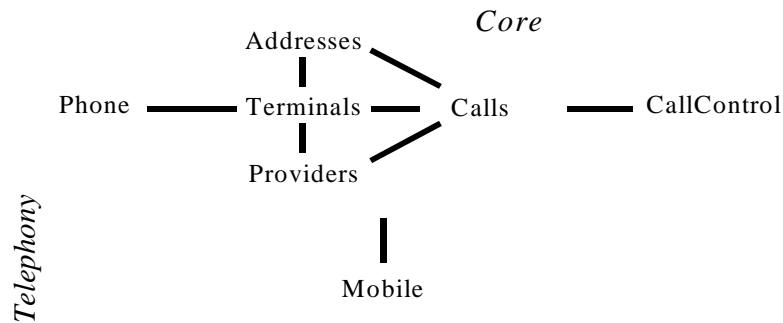 Core
Addresses
Phone Terminals Calls CallControl
Providers
Mobile
Telephony